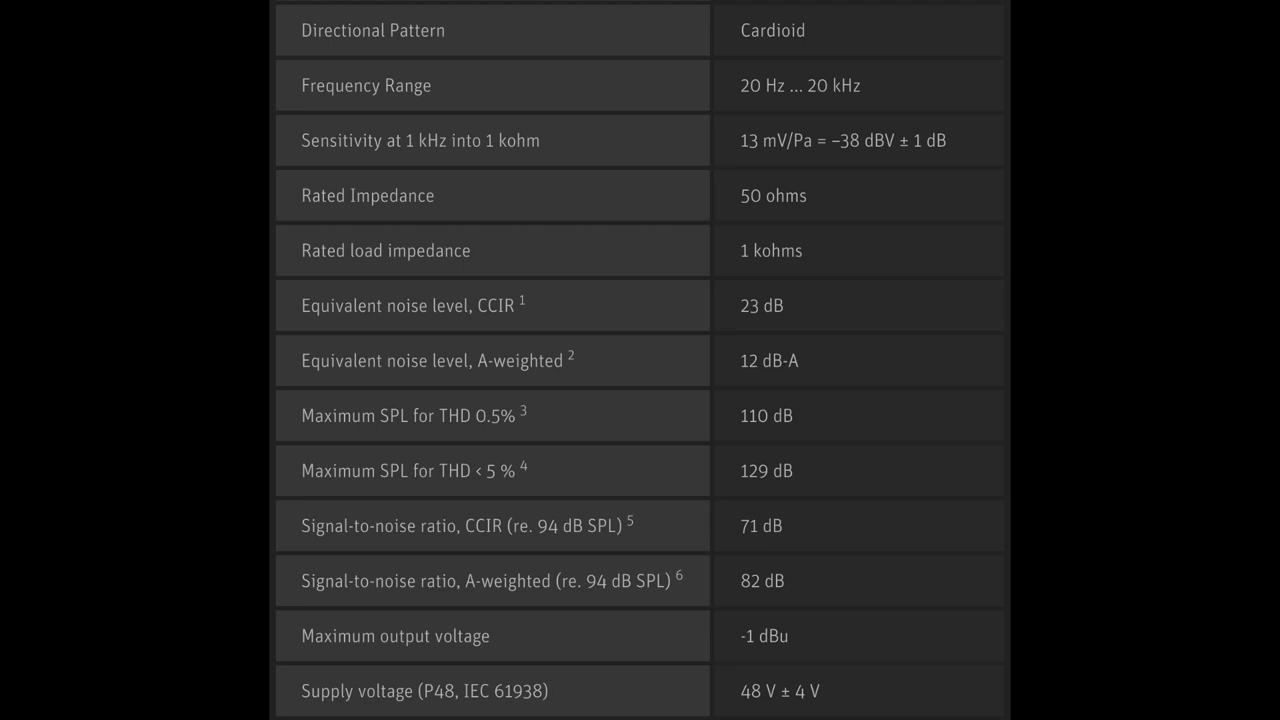 Directional Pattern Cardioid
Frequency Range 20 Hz ... 20 kHz
Sensitivity at 1 kHz into 1 kohm 13 mV/Pa = –38 dBV ± 1 dB
Rated Impedance 50 ohms
Rated load impedance 1 kohms
Equivalent noise level, CCIR 1 23 dB
Equivalent noise level, A-weighted 2 12 dB-A
Maximum SPL for THD 0.5% 3 110 dB
Maximum SPL for THD < 5 % 4 129 dB
Signal-to-noise ratio, CCIR (re. 94 dB SPL) 5 71 dB
Signal-to-noise ratio, A-weighted (re. 94 dB SPL) 6 82 dB
Maximum output voltage -1 dBu
Supply voltage (P48, IEC 61938) 48 V ± 4 V